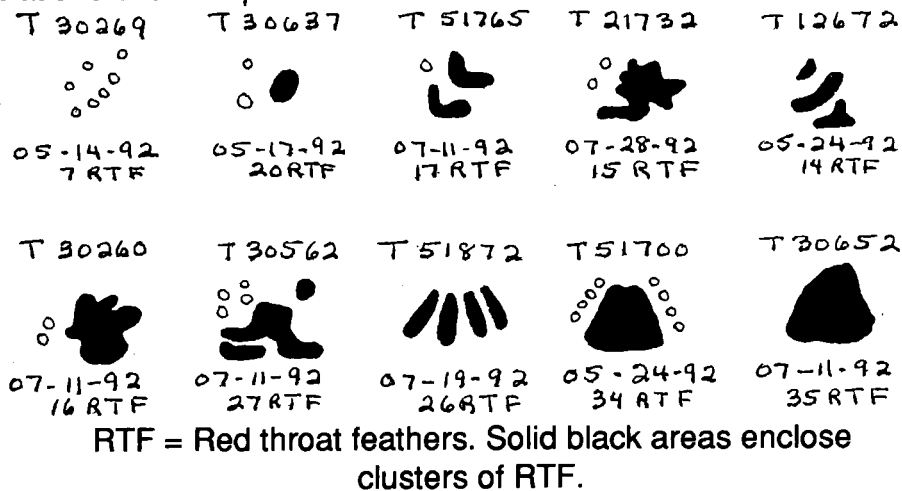 T 30269 T 30637 T 51765 T 21732 T 12672
05-14-92 05-17-92 07-11-92 07-28-92 05-24-92
7 RTF 20 RTF 17 RTF 15 RTF 14 RTF
T 30260 T 30562 T 51872 T 51700 T 30652
07-11-92 07-11-92 07-19-92 05-24-92 07-11-92
16 RTF 27 RTF 26 RTF 34 RTF 35 RTF
RTF = Red throat feathers. Solid black areas enclose
clusters of RTF.